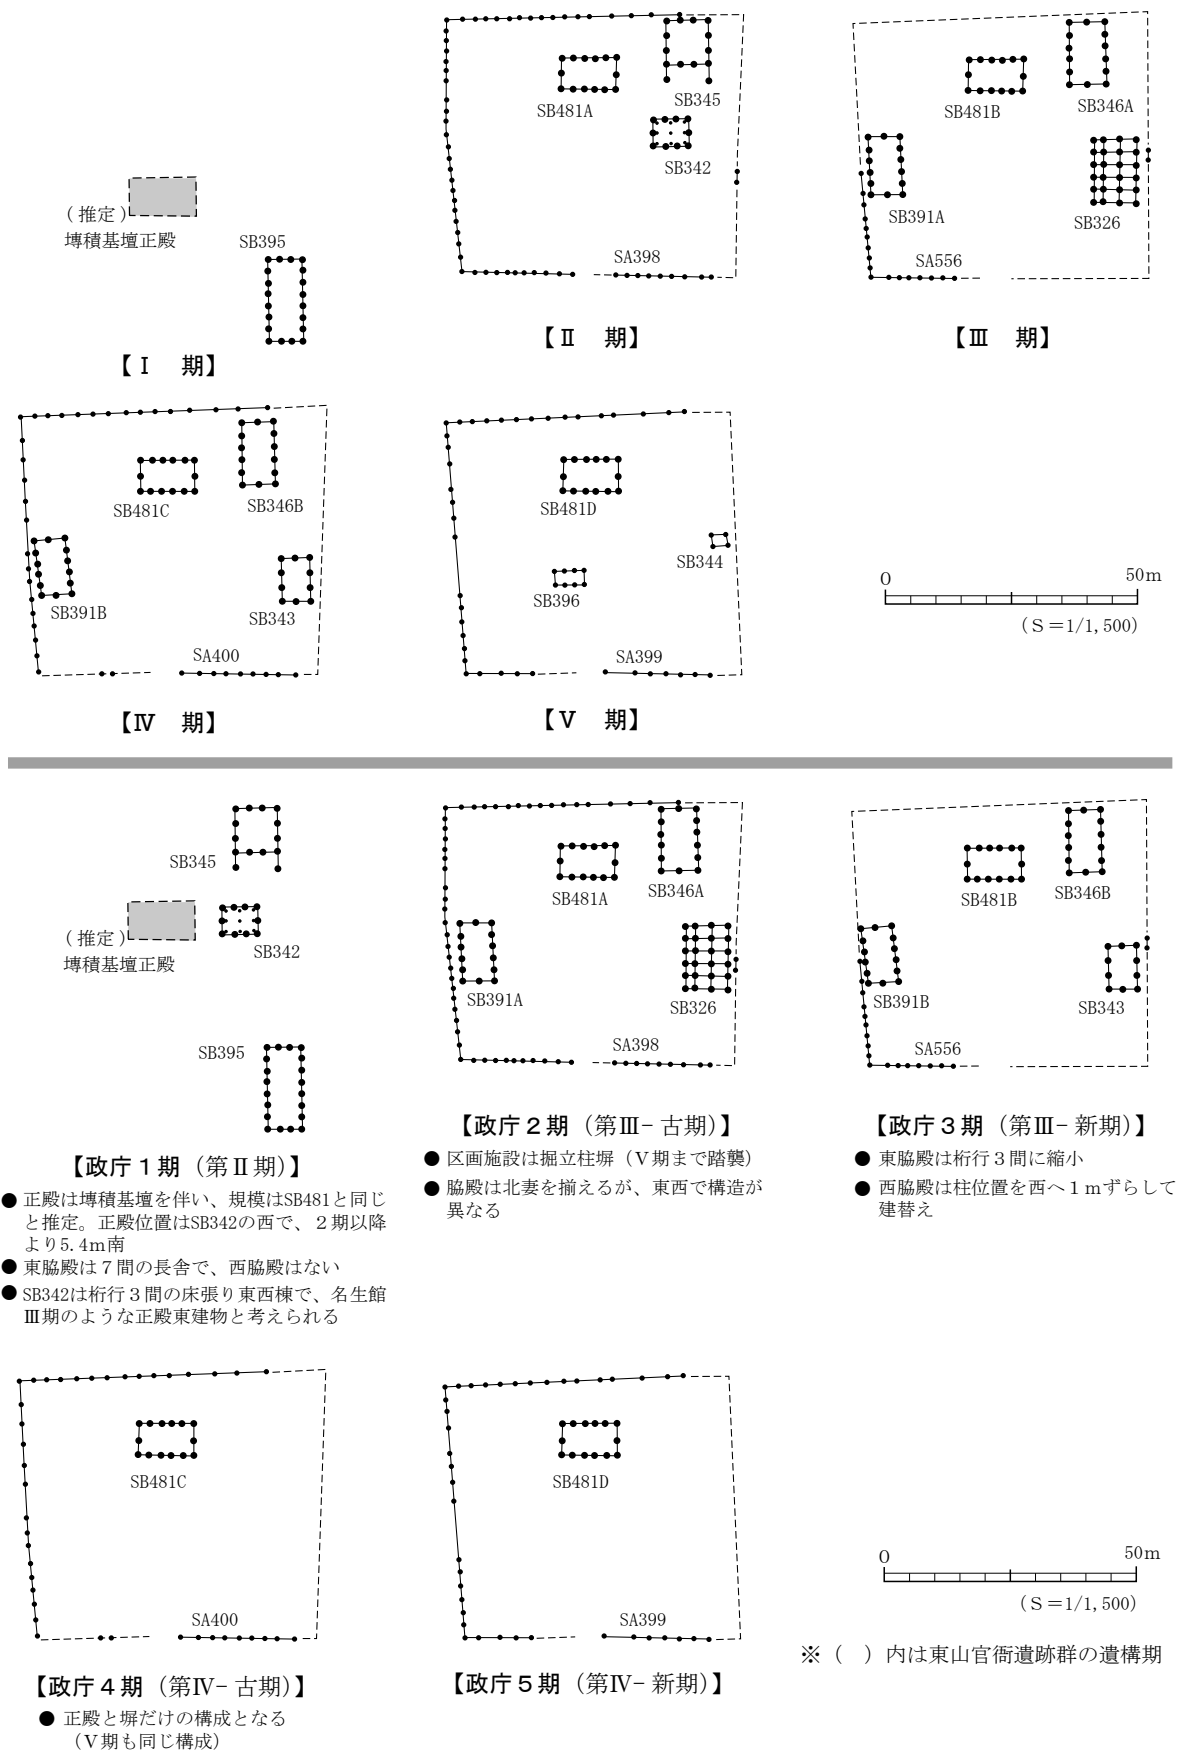 SB481A
SB345
SB342
SA398
【Ⅱ　期】
SB481B
SB346A
SB391A
SB326
SA556
【Ⅲ　期】
（推定）
塼積基壇正殿
SB395
【Ⅰ　期】
SB481C
SB346B
SB391B
SB343
SA400
【Ⅳ　期】
SB481D
SB344
SB396
SA399
【Ⅴ　期】
0
50m
（S＝1/1,500）
SB345
（推定）
塼積基壇正殿
SB342
SB395
【政庁１期（第Ⅱ期）】
● 正殿は塼積基壇を伴い、規模はSB481と同じ
と推定。正殿位置はSB342の西で、２期以降
より5.4m南
● 東脇殿は７間の長舎で、西脇殿はない
● SB342は桁行３間の床張り東西棟で、名生館
Ⅲ期のような正殿東建物と考えられる
SB481A
SB346A
SB391A
SB326
SA398
【政庁２期（第Ⅲ−古期）】
● 区画施設は掘立柱塀（Ⅴ期まで踏襲）
● 脇殿は北妻を揃えるが、東西で構造が
異なる
SB481B
SB346B
SB391B
SB343
SA556
【政庁３期（第Ⅲ−新期）】
● 東脇殿は桁行３間に縮小
● 西脇殿は柱位置を西へ１mずらして
建替え
SB481C
SA400
【政庁４期（第Ⅳ−古期）】
● 正殿と塀だけの構成となる
（Ⅴ期も同じ構成）
SB481D
SA399
【政庁５期（第Ⅳ−新期）】
0
50m
（S＝1/1,500）
※（　）内は東山官衙遺跡群の遺構期